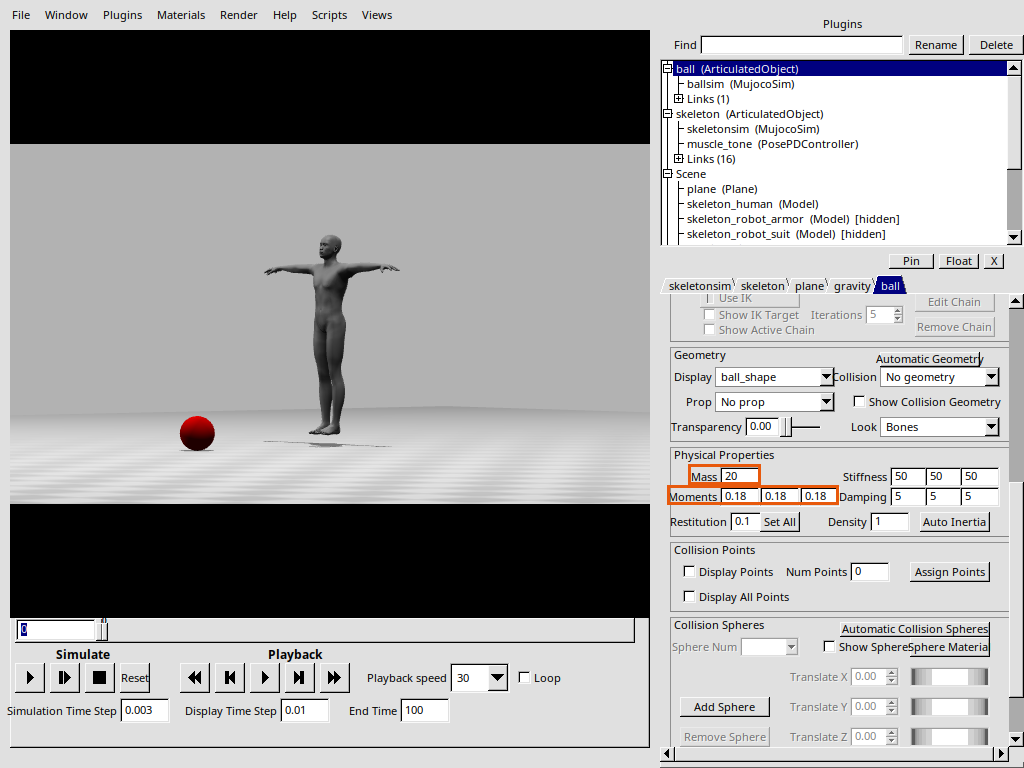 File Window Plugins Materials Render Help Scripts Views
Plugins
Find Rename Delete
ball (ArticulatedObject)
ballsim (MujocoSim)
Links (1)
skeleton (ArticulatedObject)
skeletonsim (MujocoSim)
muscle_tone (PosePDController)
Links (16)
Scene
plane (Plane)
skeleton_human (Model)
skeleton_robot_armor (Model) [hidden]
skeleton_robot_suit (Model) [hidden]
Pin Float X
skeletonsim skeleton plane gravity ball
Use IK Edit Chain
Show IK Target Iterations 5
Show Active Chain Remove Chain
Geometry Automatic Geometry
Display ball_shape Collision No geometry
Prop No prop Show Collision Geometry
Transparency 0.00 Look Bones
Physical Properties
Mass 20 Stiffness 50 50 50
Moments 0.18 0.18 0.18 Damping 5 5 5
Restitution 0.1 Set All Density 1 Auto Inertia
Collision Points
Display Points Num Points 0 Assign Points
Display All Points
Collision Spheres Automatic Collision Spheres
Sphere Num Show Sphere Sphere Material
Translate X 0.00
Add Sphere Translate Y 0.00
Remove Sphere Translate Z 0.00
0
Simulate Playback
Reset Playback speed 30 Loop
Simulation Time Step 0.003 Display Time Step 0.01 End Time 100